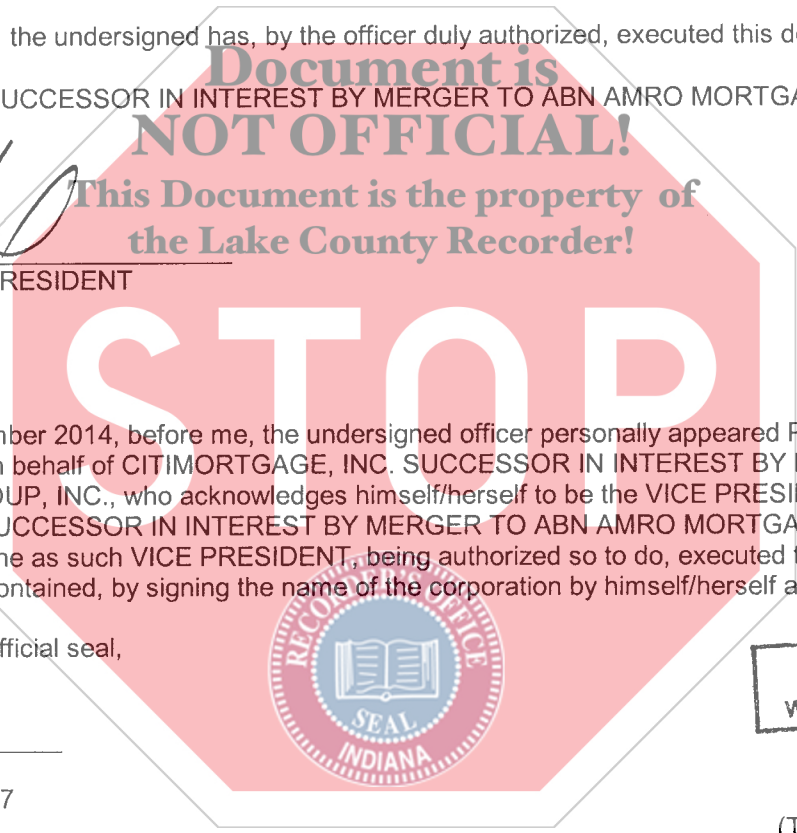 the undersigned has, by the officer duly authorized, executed this d
Document is
UCCESSOR IN INTEREST BY MERGER TO ABN AMRO MORTGA
NOT OFFICIAL!
This Document is the property of
the Lake County Recorder!
RESIDENT
STOP
ber 2014, before me, the undersigned officer personally appeared
behalf of CITIMORTGAGE, INC. SUCCESSOR IN INTEREST BY
UP, INC., who acknowledges himself/herself to be the VICE PRESI
UCCESSOR IN INTEREST BY MERGER TO ABN AMRO MORTGA
e as such VICE PRESIDENT, being authorized so to do, executed
ontained, by signing the name of the corporation by himself/herself a
fficial seal,
RECORDER'S OFFICE
SEAL
INDIANA
W
7
(T